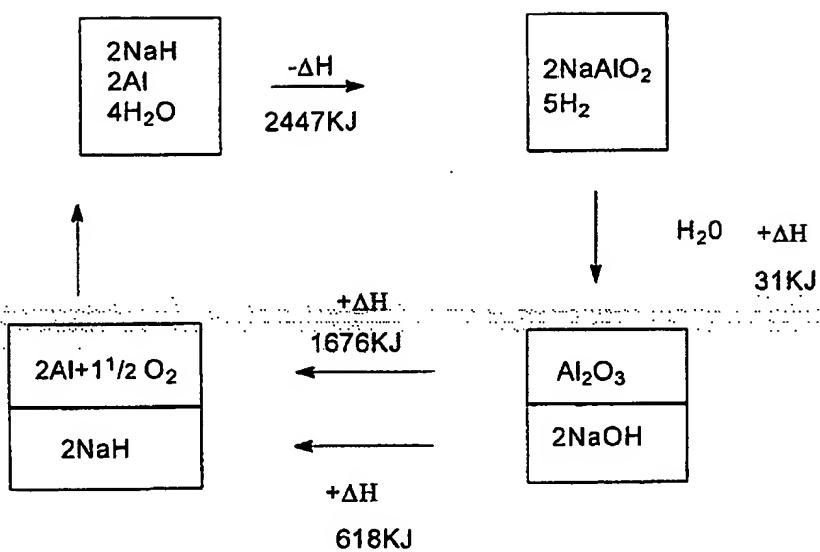 2NaH
2Al
4H₂O
-ΔH
2447KJ
2NaAlO₂
5H₂
H₂0 +ΔH
31KJ
+ΔH
1676KJ
2Al+1¹/2 O₂
2NaH
Al₂O₃
2NaOH
+ΔH
618KJ